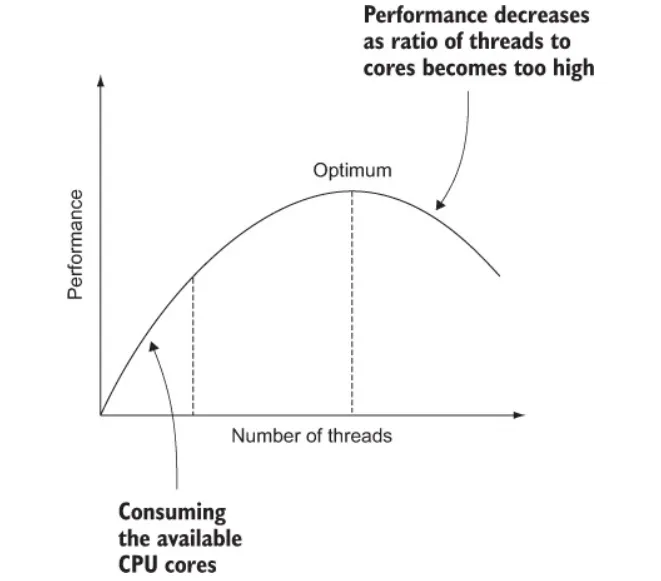 Performance decreases
as ratio of threads to
cores becomes too high
Optimum
Performance
Number of threads
Consuming
the available
CPU cores